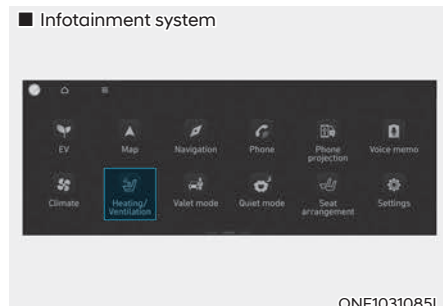 ■ Infotainment system
EV
Map
Navigation
Phone
Phone
projection
Voice memo
Climate
Heating/
Ventilation
Valet mode
Quiet mode
Seat
arrangement
Settings
ONE1031085L